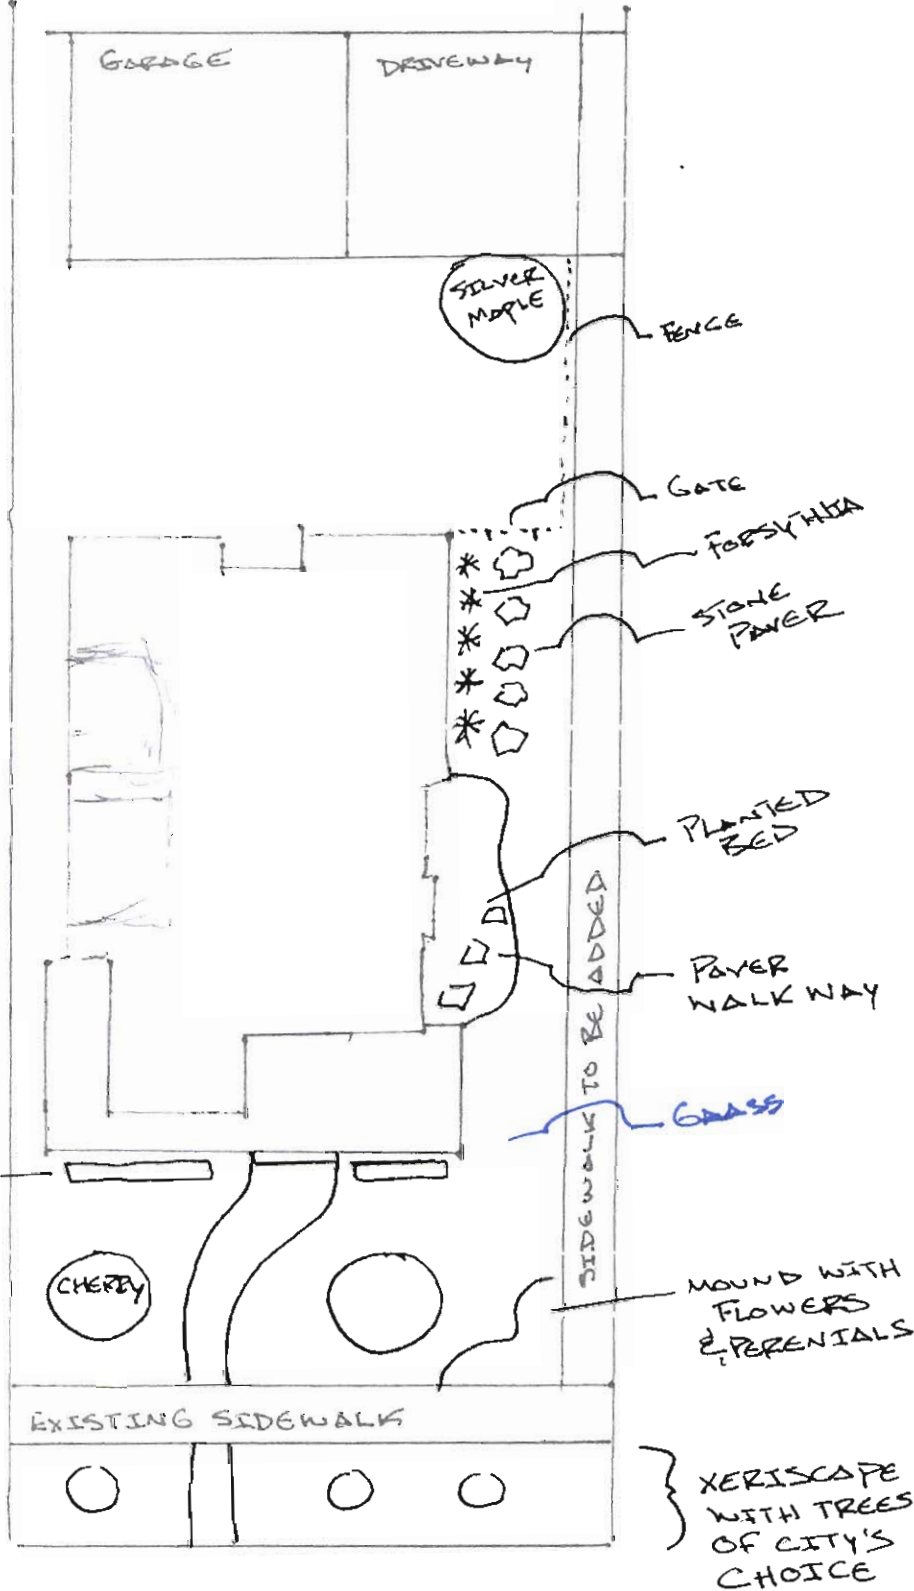 GARAGE
DRIVEWAY
SILVER
MAPLE
FENCE
GATE
FORSYTHIA
STONE
PAVER
PLANTED
BED
PAVER
WALKWAY
SIDEWALK TO BE ADDED
GRASS
CHERRY
MOUND WITH
FLOWERS
& PERENIALS
EXISTING SIDEWALK
XERISCAPE
WITH TREES
OF CITY'S
CHOICE